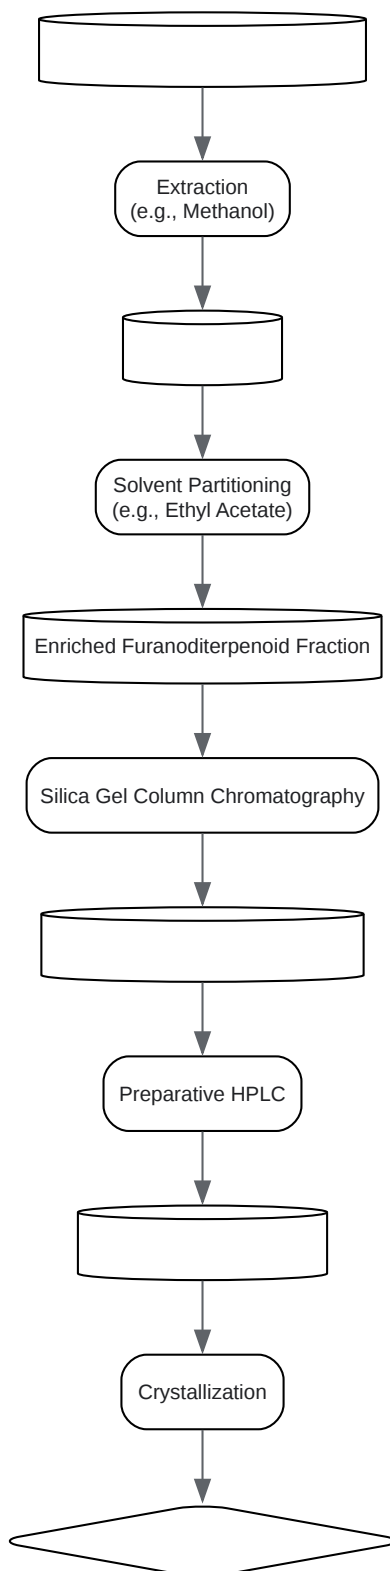 Extraction
(e.g., Methanol)
Solvent Partitioning
(e.g., Ethyl Acetate)
Enriched Furanoditerpenoid Fraction
Silica Gel Column Chromatography
Preparative HPLC
Crystallization